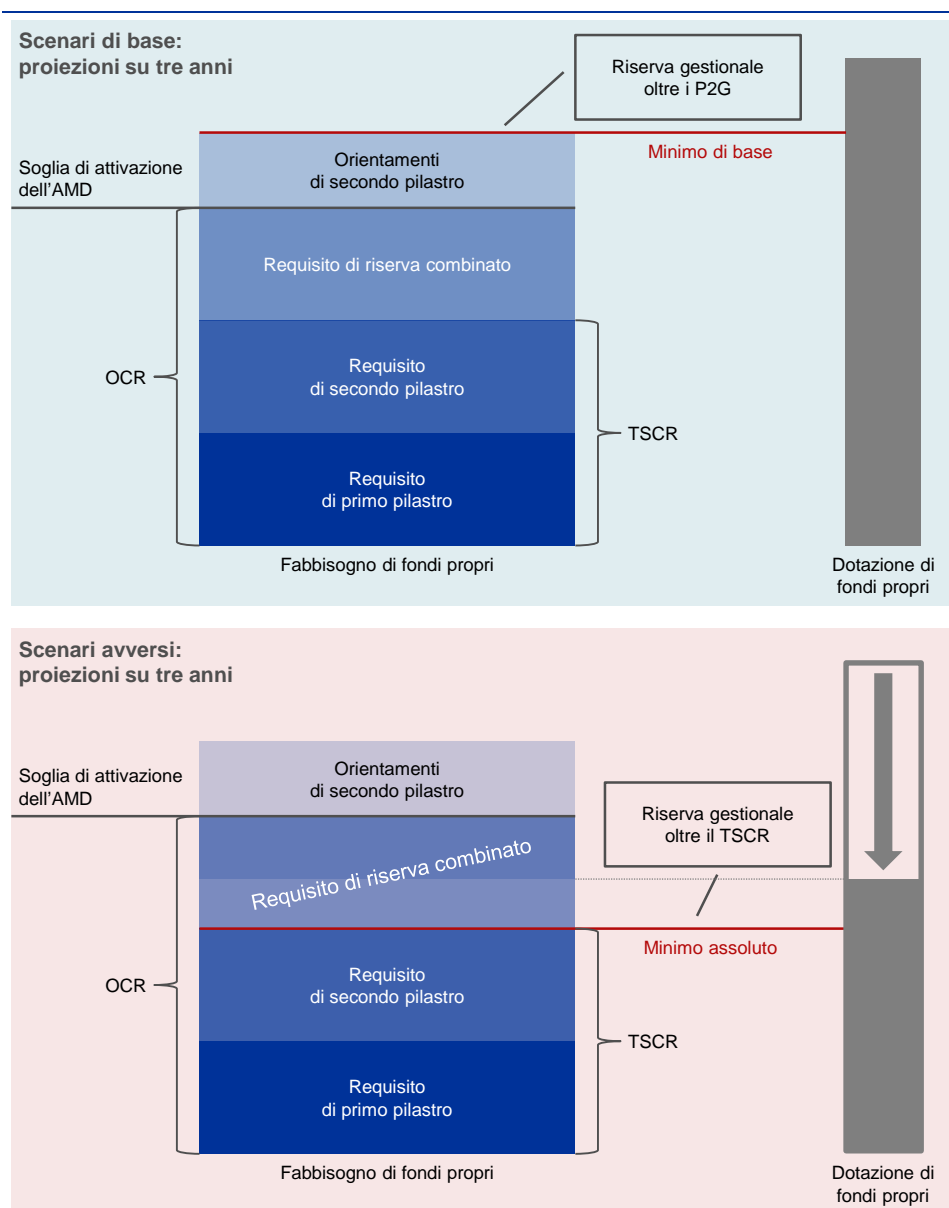 Scenari di base:
proiezioni su tre anni
Riserva gestionale
oltre i P2G
Minimo di base
Soglia di attivazione
dell’AMD
Orientamenti
di secondo pilastro
Requisito di riserva combinato
OCR
Requisito
di secondo pilastro
TSCR
Requisito
di primo pilastro
Fabbisogno di fondi propri
Dotazione di
fondi propri
Scenari avversi:
proiezioni su tre anni
Soglia di attivazione
dell’AMD
Orientamenti
di secondo pilastro
Riserva gestionale
oltre il TSCR
Requisito di riserva combinato
Minimo assoluto
OCR
Requisito
di secondo pilastro
TSCR
Requisito
di primo pilastro
Fabbisogno di fondi propri
Dotazione di
fondi propri